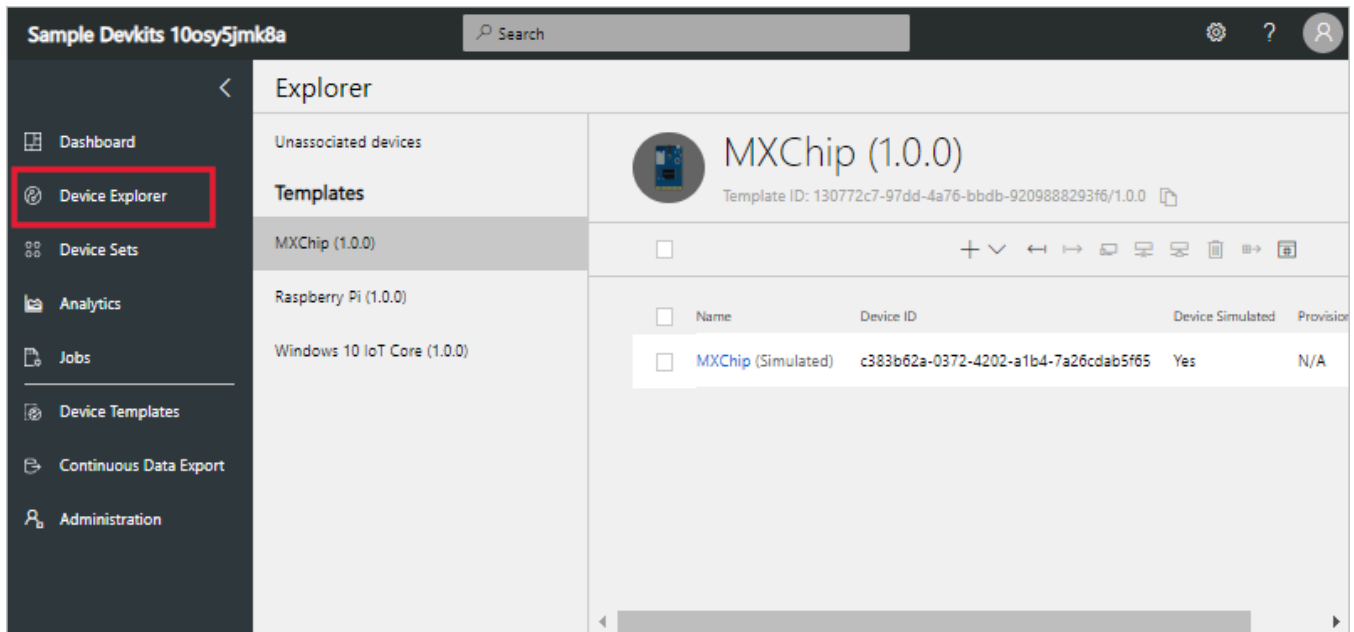 Sample Devkits 10osy5jmk8a
Search
?
Explorer
Dashboard
Device Explorer
Device Sets
Analytics
Jobs
Device Templates
Continuous Data Export
Administration
Unassociated devices
Templates
MXChip (1.0.0)
Raspberry Pi (1.0.0)
Windows 10 IoT Core (1.0.0)
MXChip (1.0.0)
Template ID: 130772c7-97dd-4a76-bbdb-9209888293f6/1.0.0
Name Device ID Device Simulated Provision
MXChip (Simulated) c383b62a-0372-4202-a1b4-7a26cdab5f65 Yes N/A